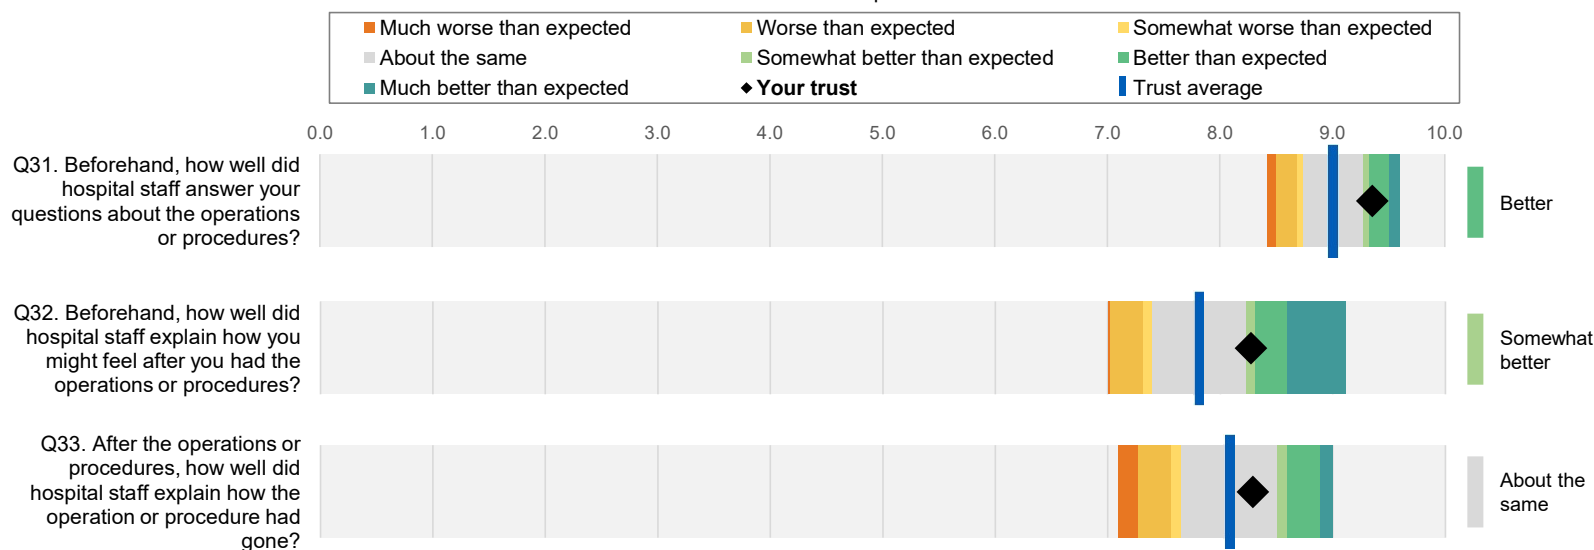 Much worse than expected
Worse than expected
Somewhat worse than expected
About the same
Somewhat better than expected
Better than expected
Much better than expected
Your trust
Trust average
0.0 1.0 2.0 3.0 4.0 5.0 6.0 7.0 8.0 9.0 10.0
Q31. Beforehand, how well did
hospital staff answer your
questions about the operations
or procedures?
Better
Q32. Beforehand, how well did
hospital staff explain how you
might feel after you had the
operations or procedures?
Somewhat
better
Q33. After the operations or
procedures, how well did
hospital staff explain how the
operation or procedure had
gone?
About the
same